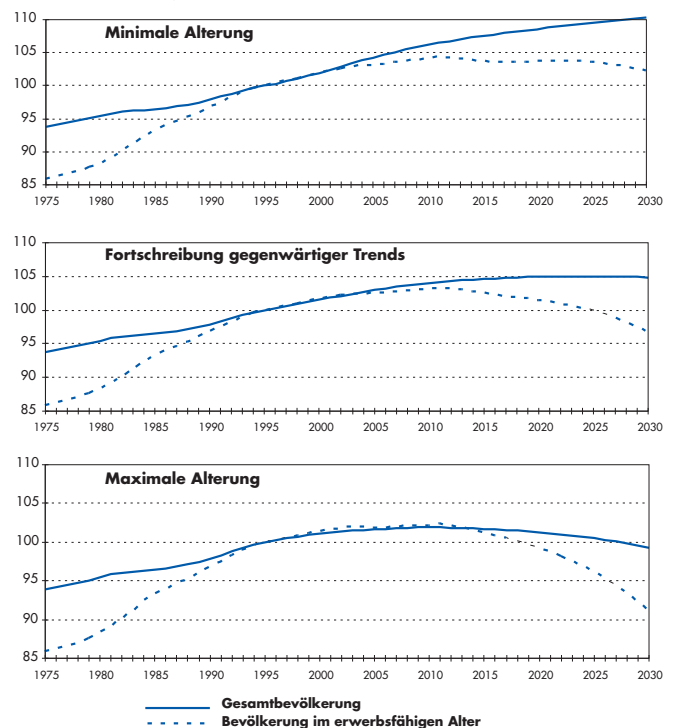 110
Minimale Alterung
105
100
95
90
85
1975 1980 1985 1990 1995 2000 2005 2010 2015 2020 2025 2030
110
Fortschreibung gegenwärtiger Trends
105
100
95
90
85
1975 1980 1985 1990 1995 2000 2005 2010 2015 2020 2025 2030
110
Maximale Alterung
105
100
95
90
85
1975 1980 1985 1990 1995 2000 2005 2010 2015 2020 2025 2030
Gesamtbevölkerung
Bevölkerung im erwerbsfähigen Alter